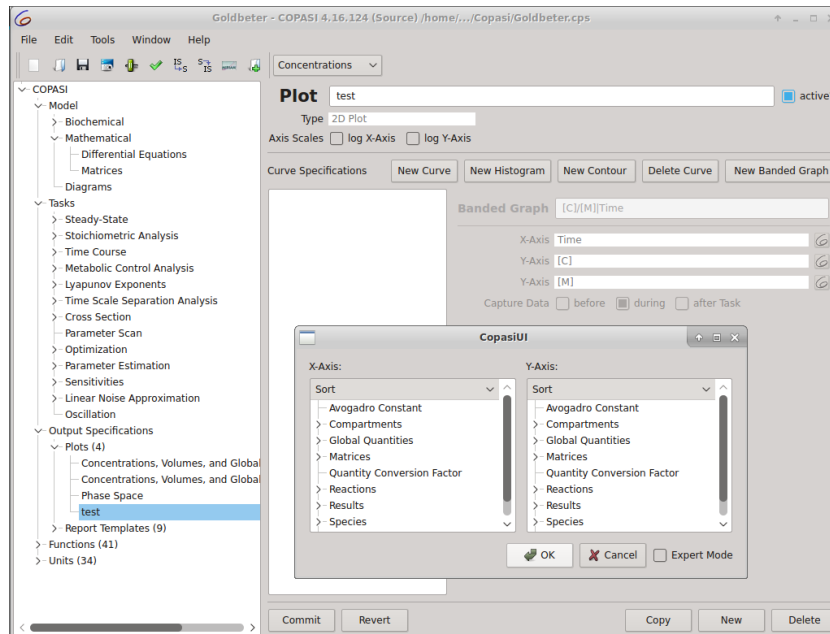 Goldbeter - COPASI 4.16.124 (Source) /home/.../Copasi/Goldbeter.cps
File Edit Tools Window Help
Concentrations
COPASI
Model
Biochemical
Mathematical
Differential Equations
Matrices
Diagrams
Tasks
Steady-State
Stoichiometric Analysis
Time Course
Metabolic Control Analysis
Lyapunov Exponents
Time Scale Separation Analysis
Cross Section
Parameter Scan
Optimization
Parameter Estimation
Sensitivities
Linear Noise Approximation
Oscillation
Output Specifications
Plots (4)
Concentrations, Volumes, and Global
Concentrations, Volumes, and Global
Phase Space
test
Report Templates (9)
Functions (41)
Units (34)
Plot test active
Type 2D Plot
Axis Scales log X-Axis log Y-Axis
Curve Specifications New Curve New Histogram New Contour Delete Curve New Banded Graph
Banded Graph [C]/[M]|Time
X-Axis Time
Y-Axis [C]
Y-Axis [M]
Capture Data before during after Task
CopasiUI
X-Axis:
Sort
Avogadro Constant
Compartments
Global Quantities
Matrices
Quantity Conversion Factor
Reactions
Results
Species
Y-Axis:
Sort
Avogadro Constant
Compartments
Global Quantities
Matrices
Quantity Conversion Factor
Reactions
Results
Species
OK Cancel Expert Mode
Commit Revert Copy New Delete